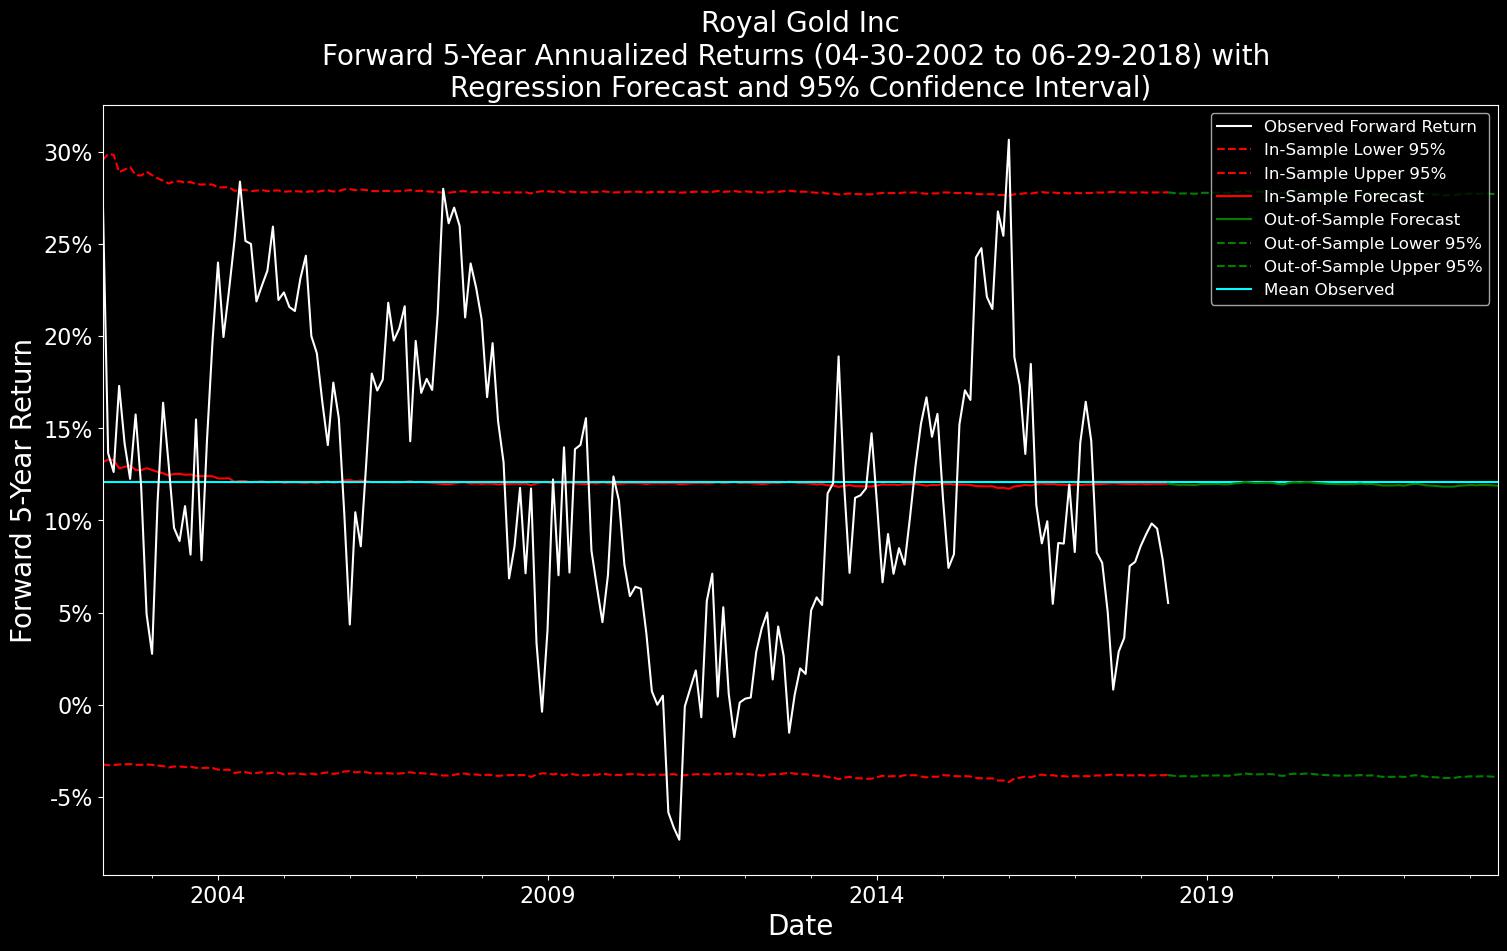 Royal Gold Inc
Forward 5-Year Annualized Returns (04-30-2002 to 06-29-2018) with
Regression Forecast and 95% Confidence Interval)
Observed Forward Return
In-Sample Lower 95%
In-Sample Upper 95%
In-Sample Forecast
Out-of-Sample Forecast
Out-of-Sample Lower 95%
Out-of-Sample Upper 95%
Mean Observed
Forward 5-Year Return
30%
25%
20%
15%
10%
5%
0%
-5%
2004
2009
2014
2019
Date